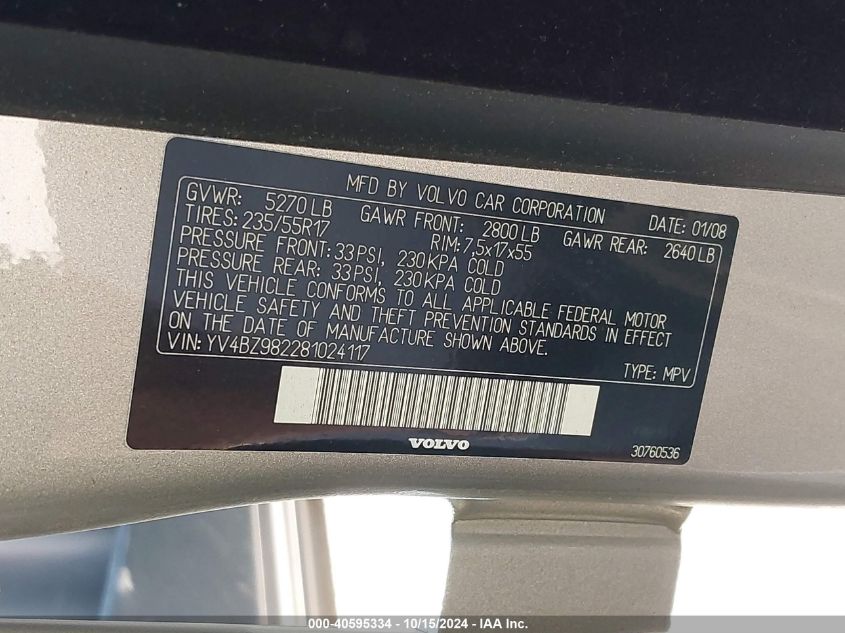 MFD BY VOLVO CAR CORPORATION DATE: 01/08
GVWR: 5270 LB GAWR FRONT: 2800 LB GAWR REAR: 2640 LB
TIRES: 235/55R17 RIM: 7,5x17x55
PRESSURE FRONT: 33 PSI, 230 KPA COLD
PRESSURE REAR: 33 PSI, 230 KPA COLD
THIS VEHICLE CONFORMS TO ALL APPLICABLE FEDERAL MOTOR
VEHICLE SAFETY AND THEFT PREVENTION STANDARDS IN EFFECT
ON THE DATE OF MANUFACTURE SHOWN ABOVE.
VIN: YV4BZ982281024117 TYPE: MPV
VOLVO 30760536
000-40595334 - 10/15/2024 - IAA Inc.